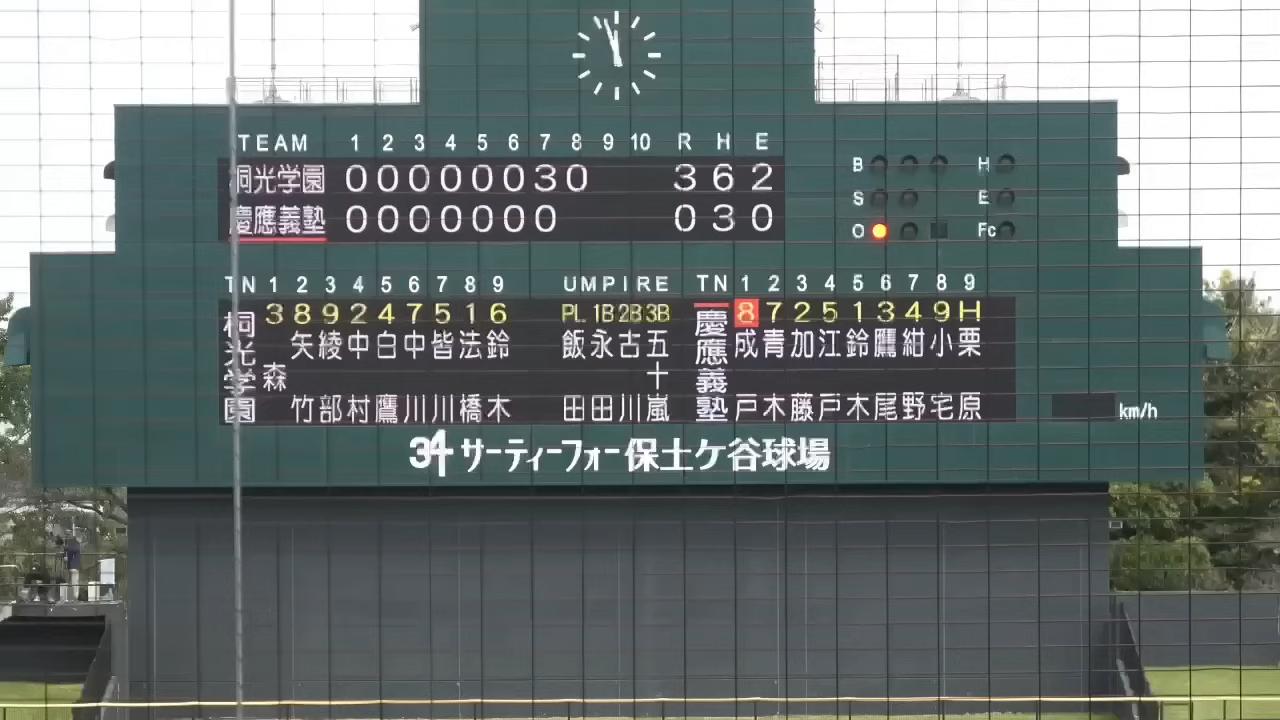 TEAM 1 2 3 4 5 6 7 8 9 10 R H E
桐光学園 0 0 0 0 0 0 3 0 3 6 2
慶應義塾 0 0 0 0 0 0 0 0 3 0
B H
S E
O Fc
TN 1 2 3 4 5 6 7 8 9
桐光学園
3 8 9 2 4 7 5 1 6
森 矢竹 綾部 中村 白鷹 中川 皆川 法橋 鈴木
UMPIRE
PL 1B 2B 3B
飯田 永田 古川 五十嵐
TN 1 2 3 4 5 6 7 8 9
慶應義塾
8 7 2 5 1 3 4 9 H
成戸 青木 加藤 江戸 鈴木 鷹尾 紺野 小宅 栗原
km/h
34 サーティーフォー保土ケ谷球場